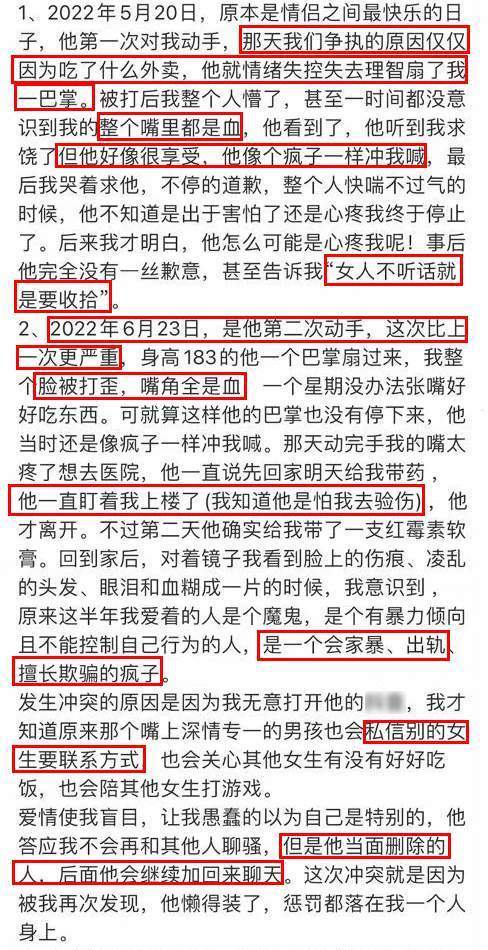 1、2022年5月20日，原本是情侣之间最快乐的日
子，他第一次对我动手，那天我们争执的原因仅仅
因为吃了什么外卖，他就情绪失控失去理智扇了我
一巴掌。被打后我整个人懵了，甚至一时间都没意
识到我的整个嘴里都是血，他看到了，他听到我求
饶了但他好像很享受，他像个疯子一样冲我喊，最
后我哭着求他，不停的道歉，整个人快喘不过气的
时候，他不知道是出于害怕了还是心疼我终于停止
了。后来我才明白，他怎么可能是心疼我呢！事后
他完全没有一丝歉意，甚至告诉我“女人不听话就
是要收拾”。
2、2022年6月23日，是他第二次动手，这次比上
一次更严重，身高183的他一个巴掌扇过来，我整
个脸被打歪，嘴角全是血 一个星期没办法张嘴好
好吃东西。可就算这样他的巴掌也没有停下来，他
当时还是像疯子一样冲我喊。那天动完手我的嘴太
疼了想去医院，他一直说先回家明天给我带药，
他一直盯着我上楼了(我知道他是怕我去验伤)，他
才离开。不过第二天他确实给我带了一支红霉素软
膏。回到家后，对着镜子我看到脸上的伤痕、凌乱
的头发、眼泪和血糊成一片的时候，我意识到，
原来这半年我爱着的人是个魔鬼，是个有暴力倾向
且不能控制自己行为的人，是一个会家暴、出轨、
擅长欺骗的疯子。
发生冲突的原因是因为我无意打开他的 ，我才
知道原来那个嘴上深情专一的男孩也会私信别的女
生要联系方式 也会关心其他女生有没有好好吃
饭，也会陪其他女生打游戏。
爱情使我盲目，让我愚蠢的以为自己是特别的，他
答应我不会再和其他人聊骚，但是他当面删除的
人，后面他会继续加回来聊天。这次冲突就是因为
被我再次发现，他懒得装了，惩罚都落在我一个人
身上。